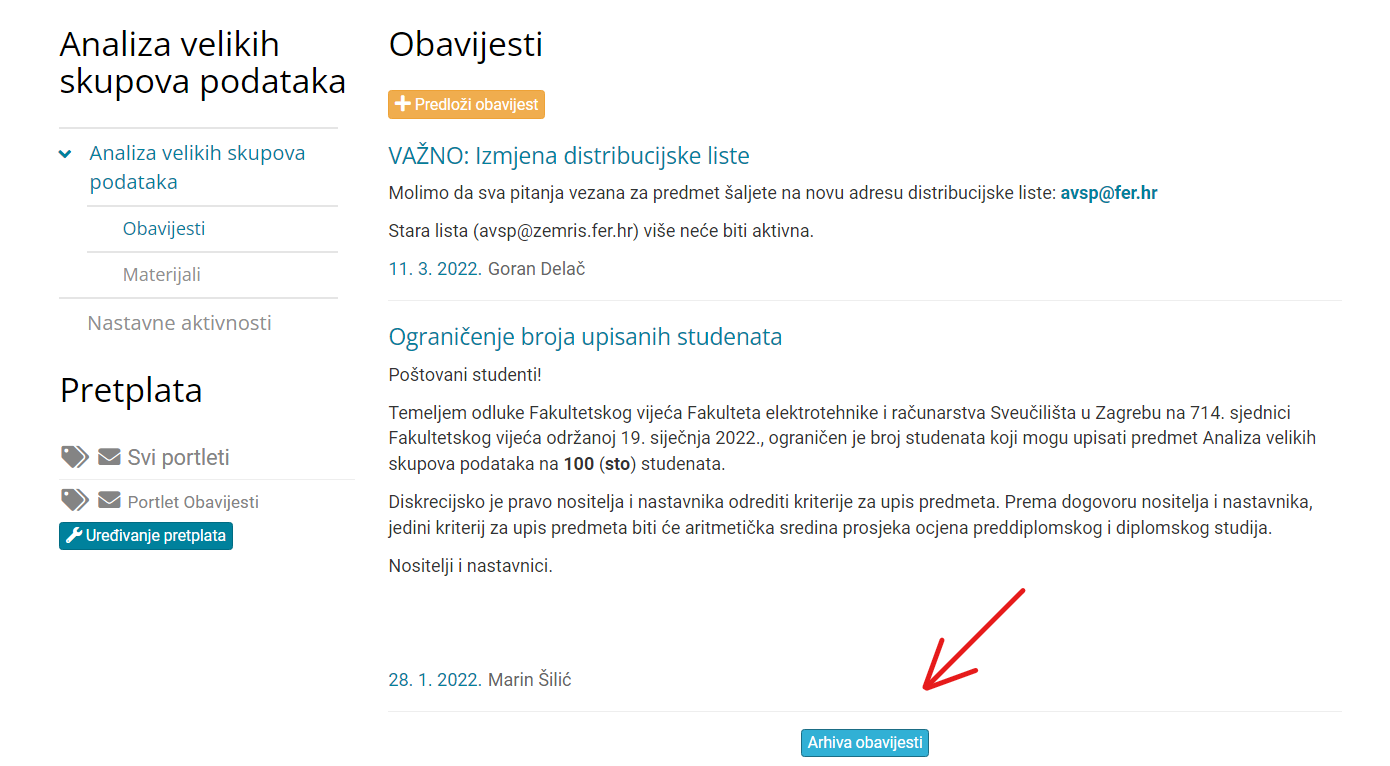 Analiza velikih
skupova podataka
Analiza velikih skupova
podataka
Obavijesti
Materijali
Nastavne aktivnosti
Pretplata
Svi portleti
Portlet Obavijesti
Uređivanje pretplata
Obavijesti
Predloži obavijest
VAŽNO: Izmjena distribucijske liste
Molimo da sva pitanja vezana za predmet šaljete na novu adresu distribucijske liste: avsp@fer.hr
Stara lista (avsp@zemris.fer.hr) više neće biti aktivna.
11. 3. 2022. Goran Delač
Ograničenje broja upisanih studenata
Poštovani studenti!
Temeljem odluke Fakultetskog vijeća Fakulteta elektrotehnike i računarstva Sveučilišta u Zagrebu na 714. sjednici
Fakultetskog vijeća održanoj 19. siječnja 2022., ograničen je broj studenata koji mogu upisati predmet Analiza velikih
skupova podataka na 100 (sto) studenata.
Diskrecijsko je pravo nositelja i nastavnika odrediti kriterije za upis predmeta. Prema dogovoru nositelja i nastavnika,
jedini kriterij za upis predmeta biti će aritmetička sredina prosjeka ocjena preddiplomskog i diplomskog studija.
Nositelji i nastavnici.
28. 1. 2022. Marin Šilić
Arhiva obavijesti